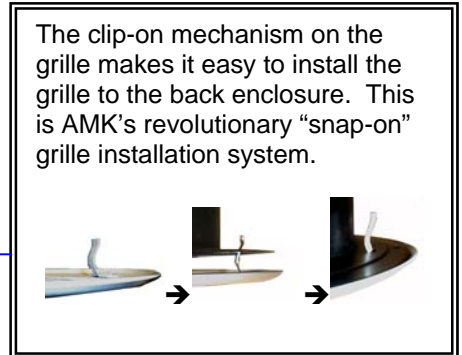 The clip-on mechanism on the
grille makes it easy to install the
grille to the back enclosure.  This
is AMK’s revolutionary “snap-on”
grille installation system.